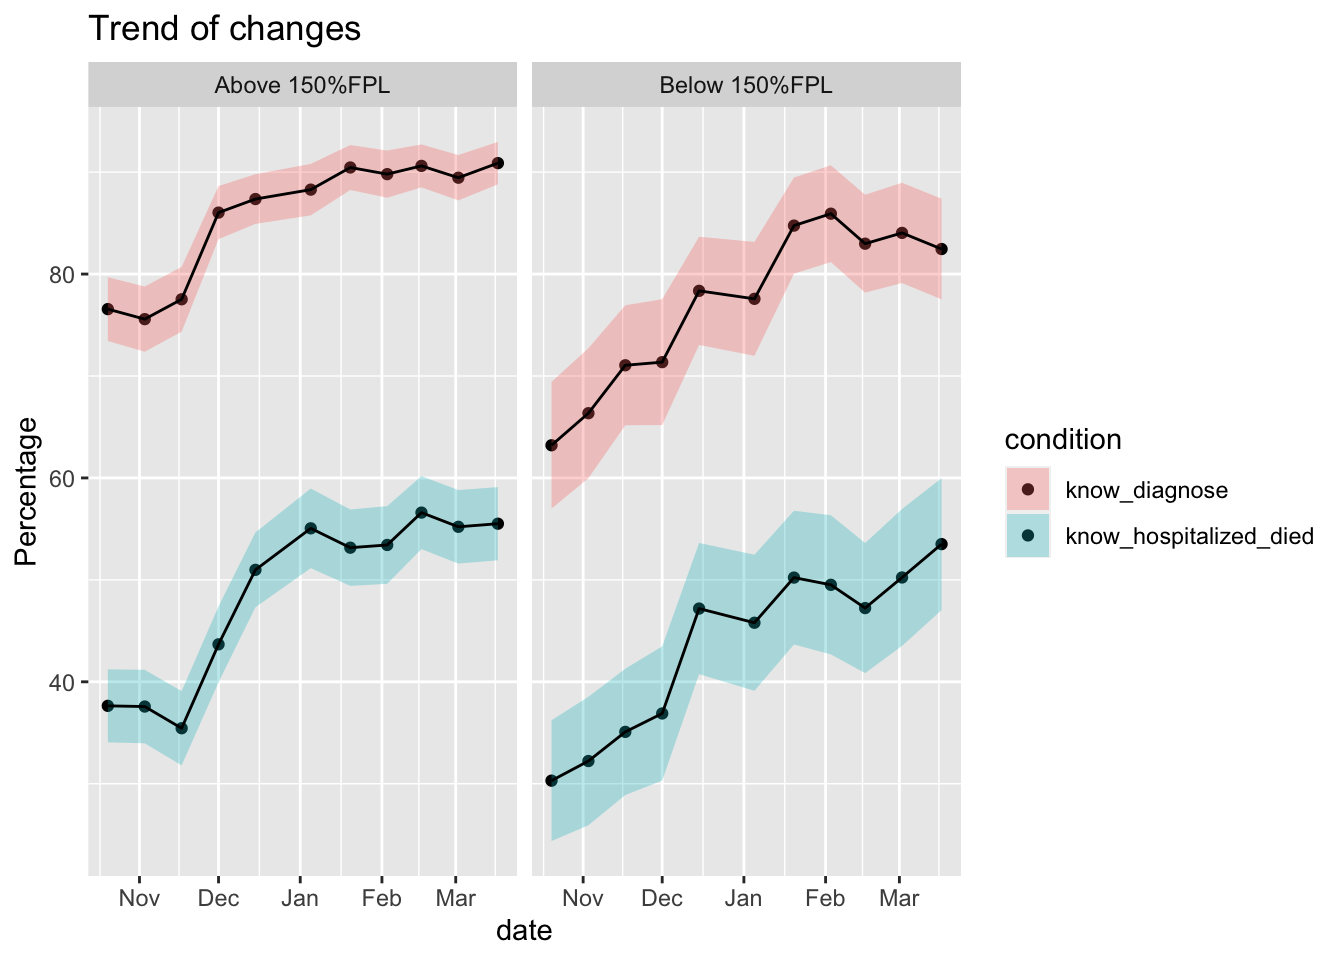 Trend of changes
Above 150%FPL
Below 150%FPL
Percentage
80
60
40
Nov Dec Jan Feb Mar
Nov Dec Jan Feb Mar
date
condition
know_diagnose
know_hospitalized_died